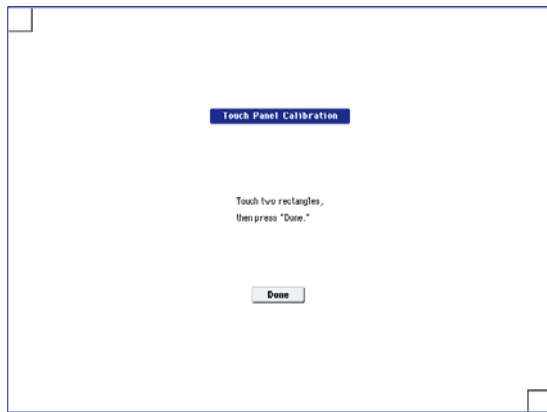 Touch Panel Calibration
Touch two rectangles,
then press "Done."
Done